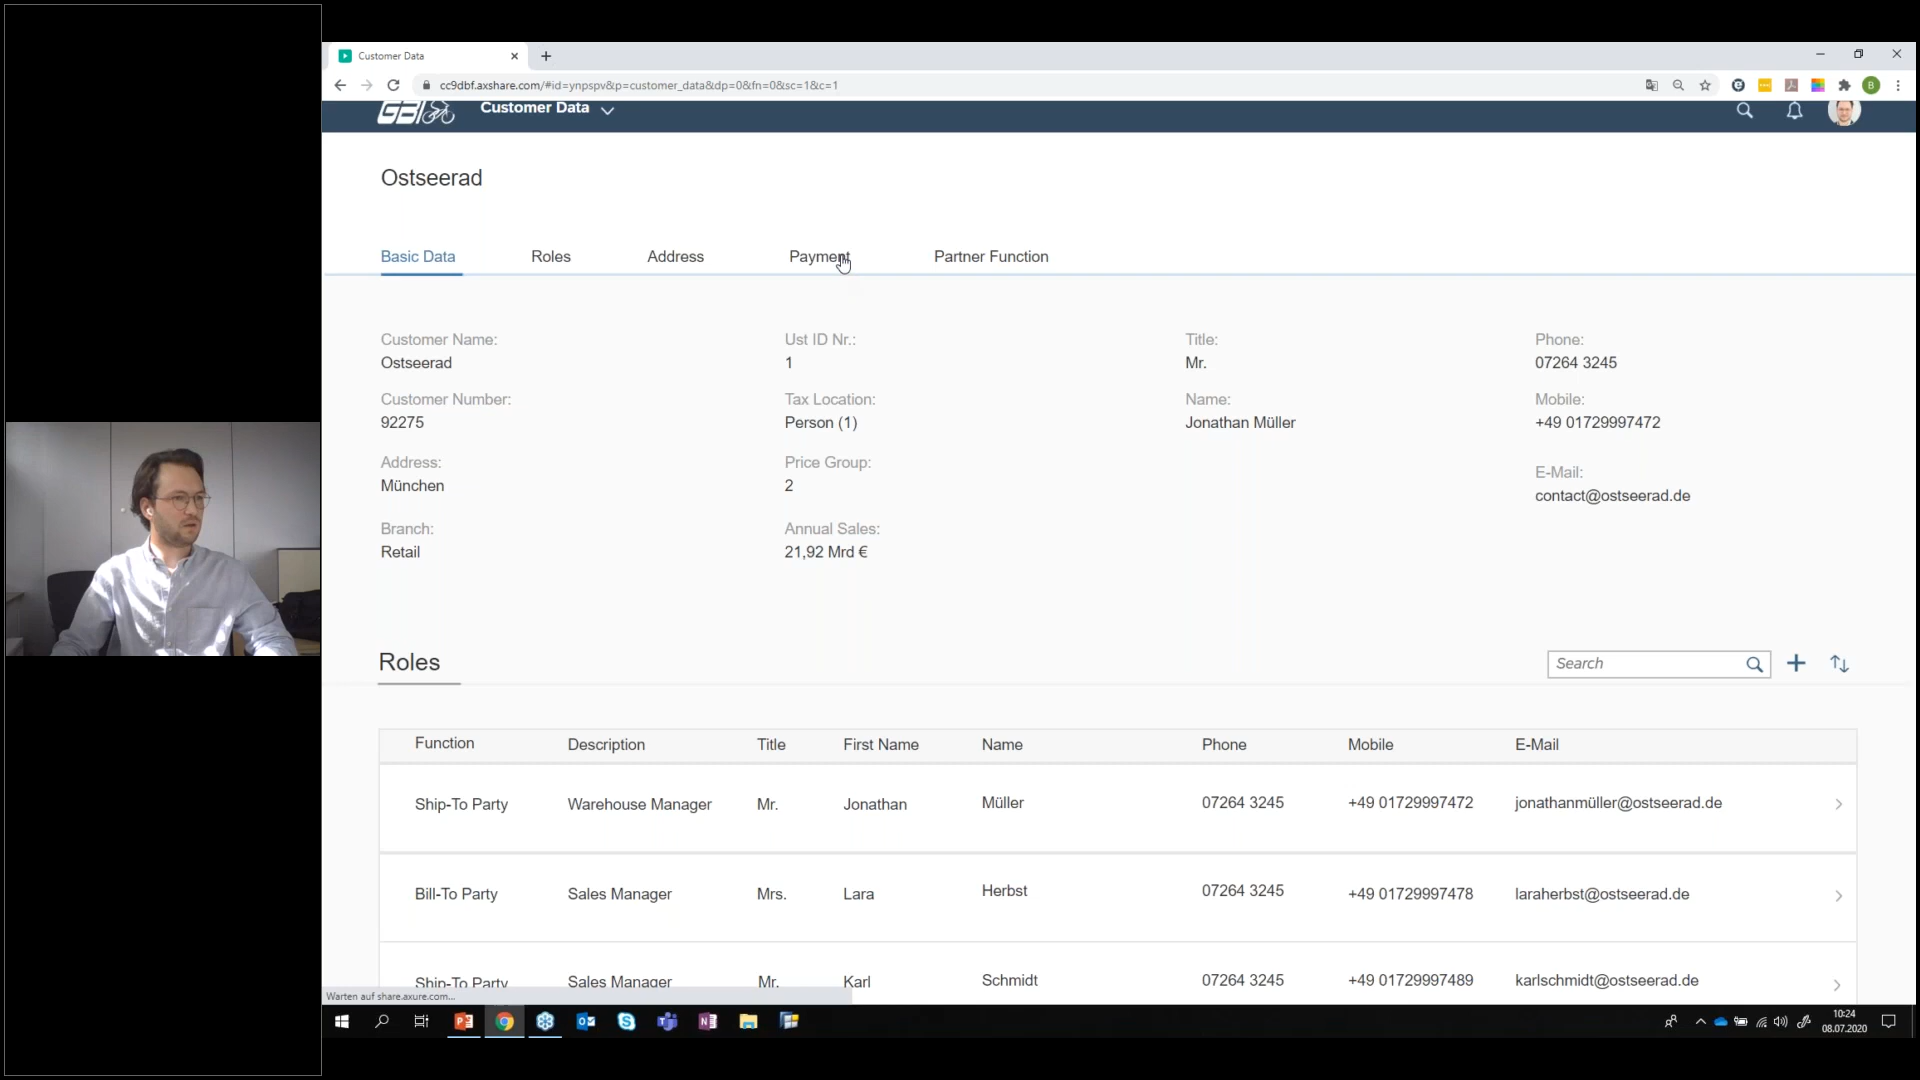 Customer Data
cc9dbf.axshare.com/#id=ynpspv&p=customer_data&dp=0&fn=0&sc=1&c=1
B
GBI
Customer Data
Ostseerad
Basic Data
Roles
Address
Payment
Partner Function
Customer Name:
Ostseerad
Customer Number:
92275
Address:
München
Branch:
Retail
Ust ID Nr.:
1
Tax Location:
Person (1)
Price Group:
2
Annual Sales:
21,92 Mrd €
Title:
Mr.
Name:
Jonathan Müller
Phone:
07264 3245
Mobile:
+49 01729997472
E-Mail:
contact@ostseerad.de
Roles
Search
Function Description Title First Name Name Phone Mobile E-Mail
Ship-To Party Warehouse Manager Mr. Jonathan Müller 07264 3245 +49 01729997472 jonathanmüller@ostseerad.de
Bill-To Party Sales Manager Mrs. Lara Herbst 07264 3245 +49 01729997478 laraherbst@ostseerad.de
Ship-To Party Sales Manager Mr. Karl Schmidt 07264 3245 +49 01729997489 karlschmidt@ostseerad.de
Warten auf share.axure.com...
10:24
08.07.2020